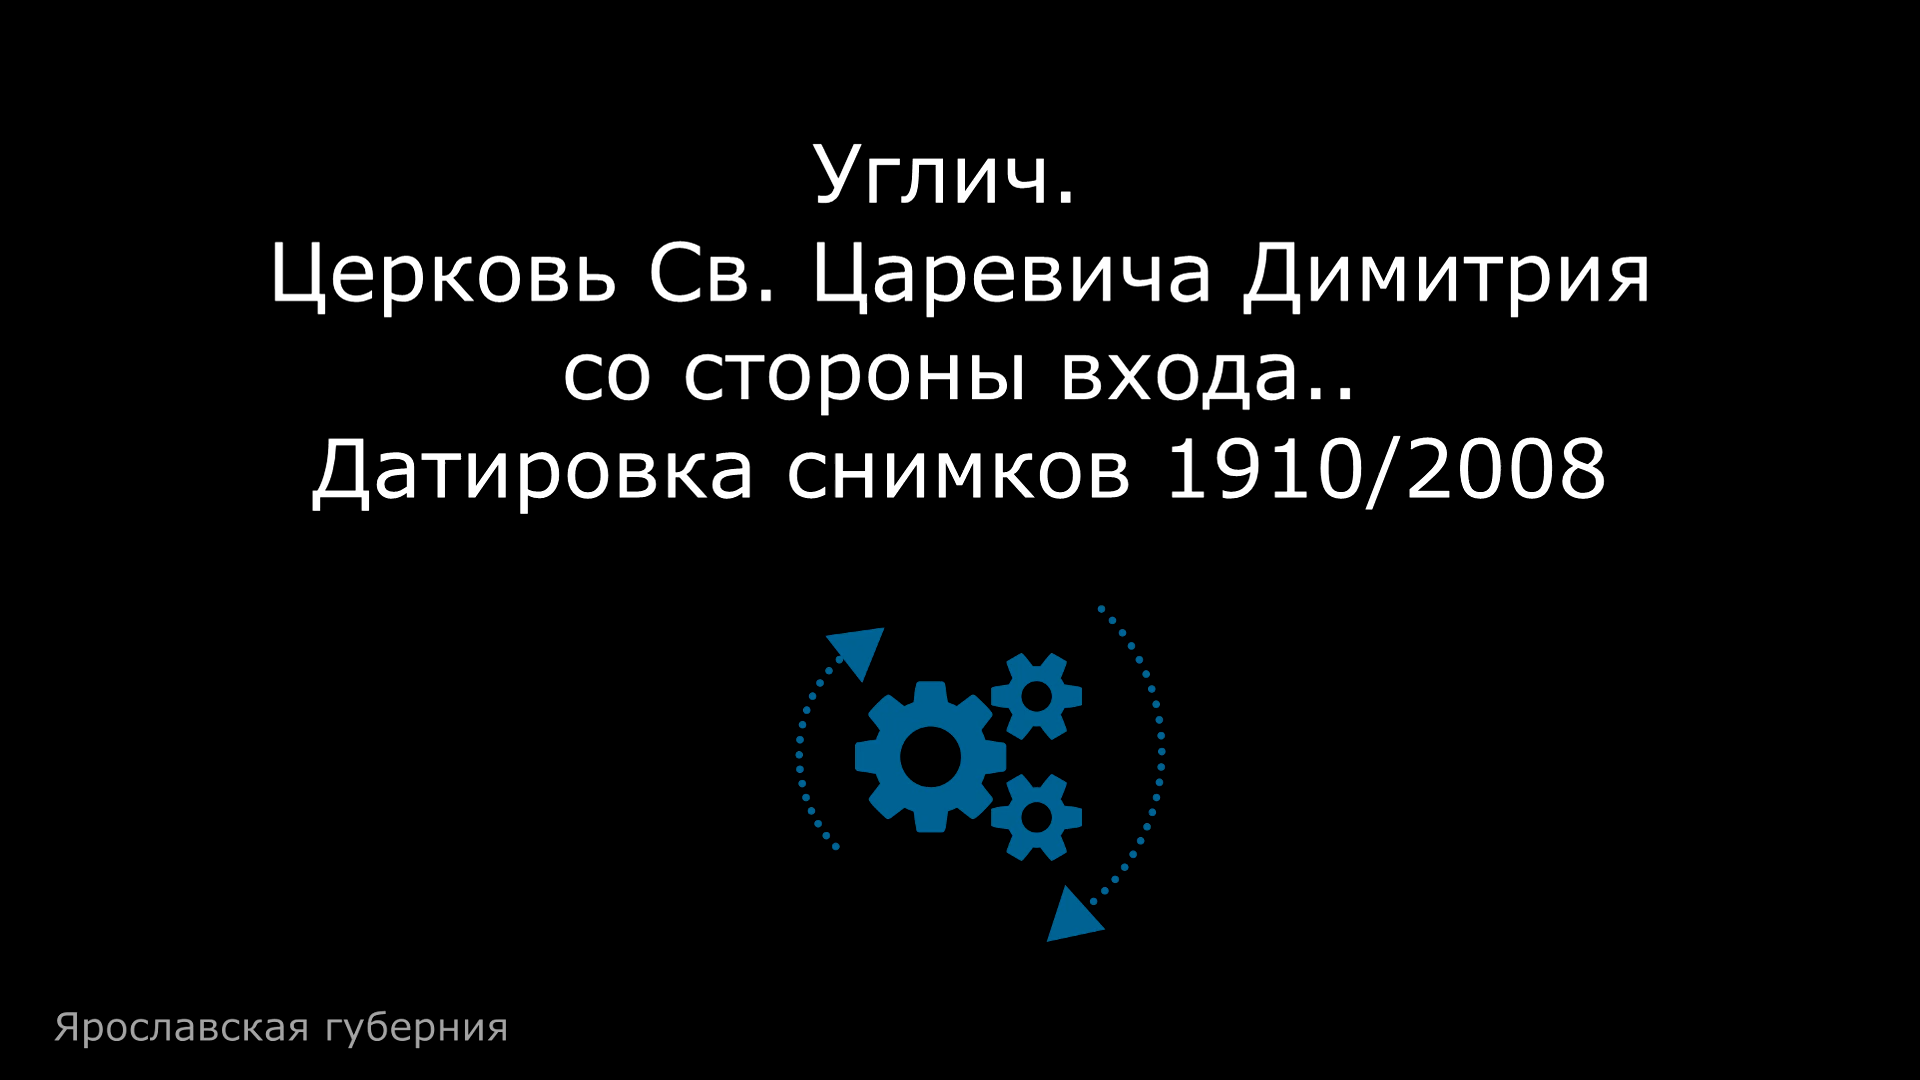 Углич.
Церковь Св. Царевича Димитрия
со стороны входа..
Датировка снимков 1910/2008
Ярославская губерния